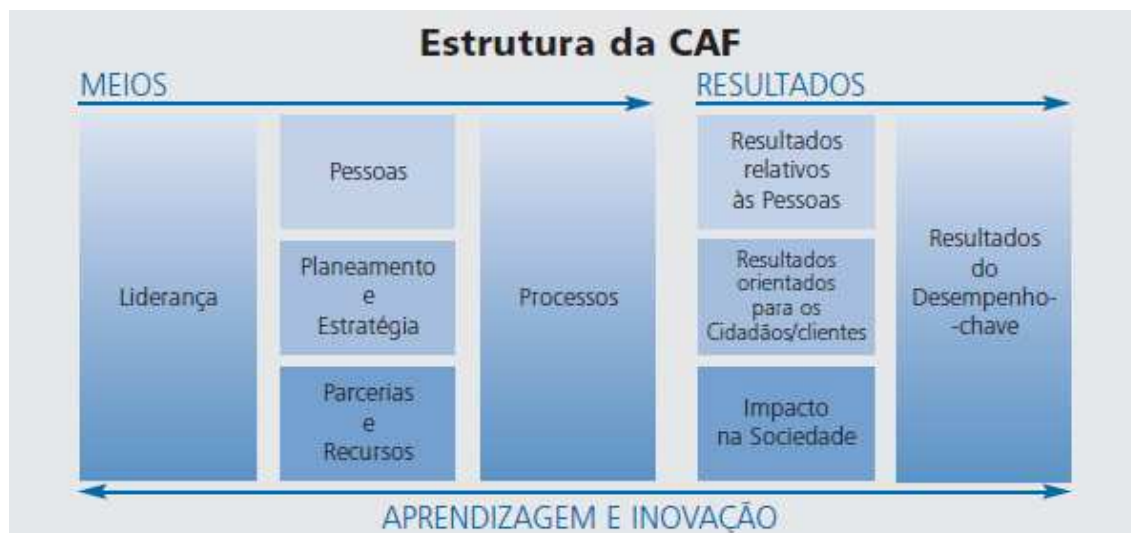 Estrutura da CAF
MEIOS
RESULTADOS
Liderança
Pessoas
Planeamento
e
Estratégia
Parcerias
e
Recursos
Processos
Resultados
relativos
às Pessoas
Resultados
orientados
para os
Cidadãos/clientes
Impacto
na Sociedade
Resultados
do
Desempenho-
-chave
APRENDIZAGEM E INOVAÇÃO